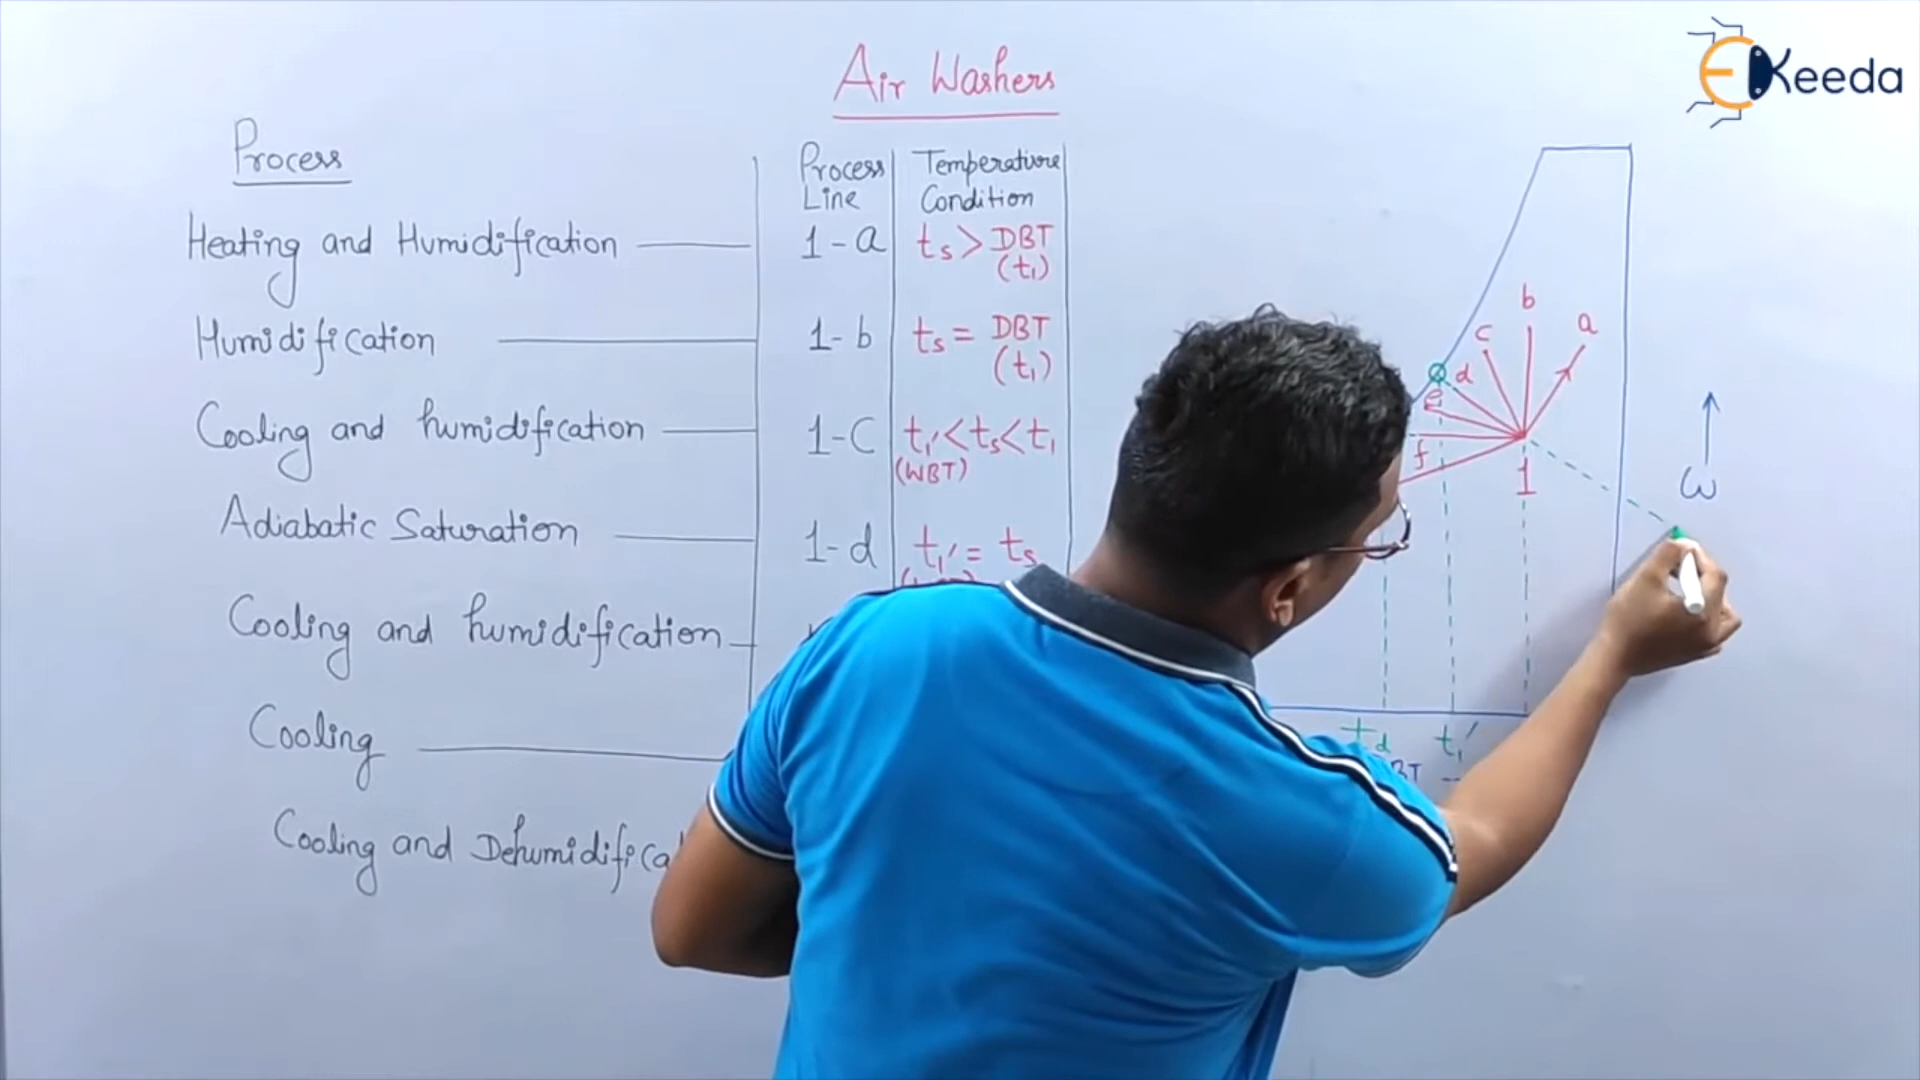 EKeeda
Air Washers
Process
Process Line
Temperature Condition
Heating and Humidification
1-a
ts > DBT
(t₁)
Humidification
1-b
ts = DBT
(t₁)
Cooling and humidification
1-C
t₁' < ts < t₁
(WBT)
Adiabatic Saturation
1-d
t₁' = ts
Cooling and humidification
Cooling
Cooling and
b
a
c
d
e
f
1
ω
td
t₁'